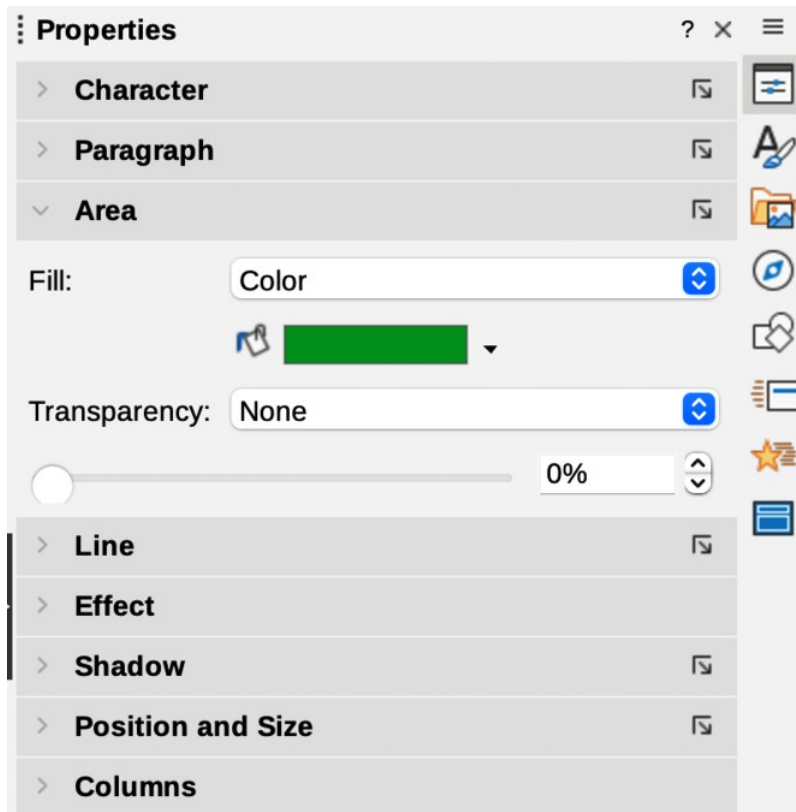 Properties ?
Character
Paragraph
Area
Fill: Color
Transparency: None
0%
Line
Effect
Shadow
Position and Size
Columns